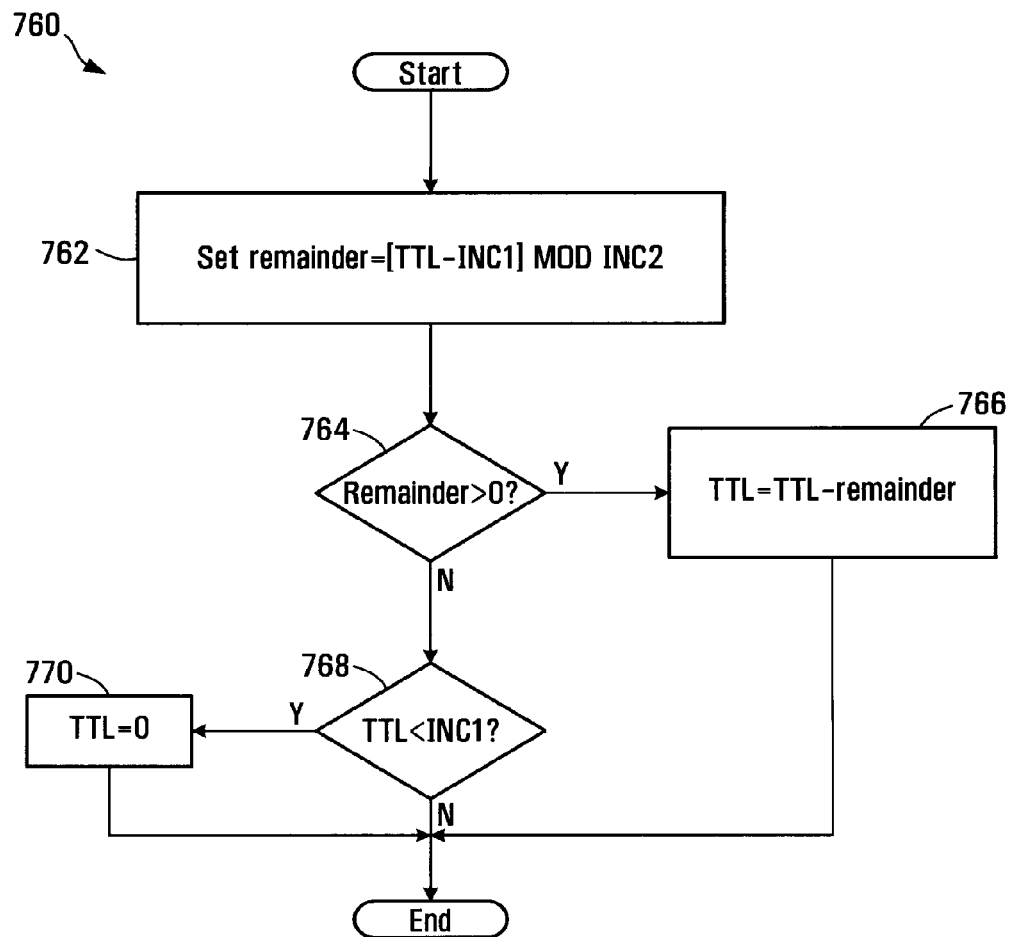 760
Start
762
Set remainder=[TTL-INC1] MOD INC2
764
Remainder>0?
Y
766
TTL=TTL-remainder
N
768
TTL<INC1?
Y
770
TTL=0
N
End